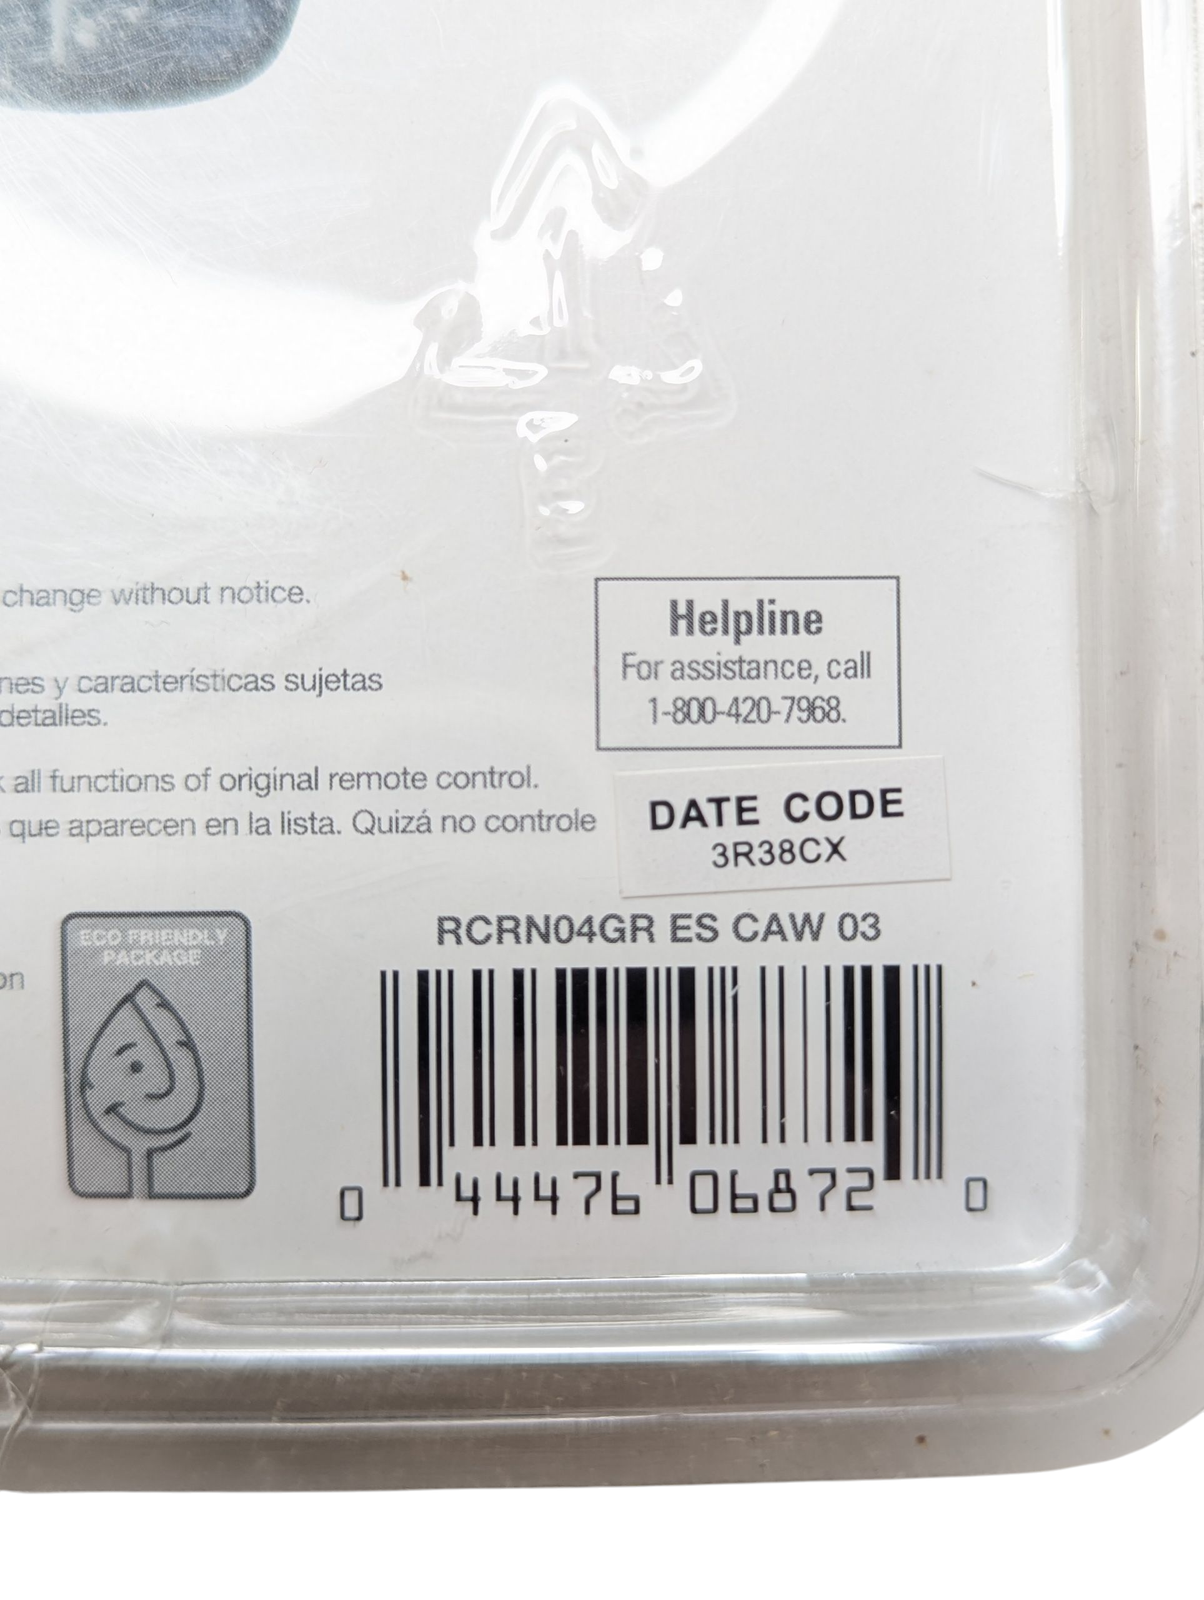 change without notice.
nes y características sujetas
detalles.
all functions of original remote control.
que aparecen en la lista. Quizá no controle
on
Helpline
For assistance, call
1-800-420-7968.
DATE CODE
3R38CX
ECO FRIENDLY
PACKAGE
RCRN04GR ES CAW 03
0 44476 06872 0